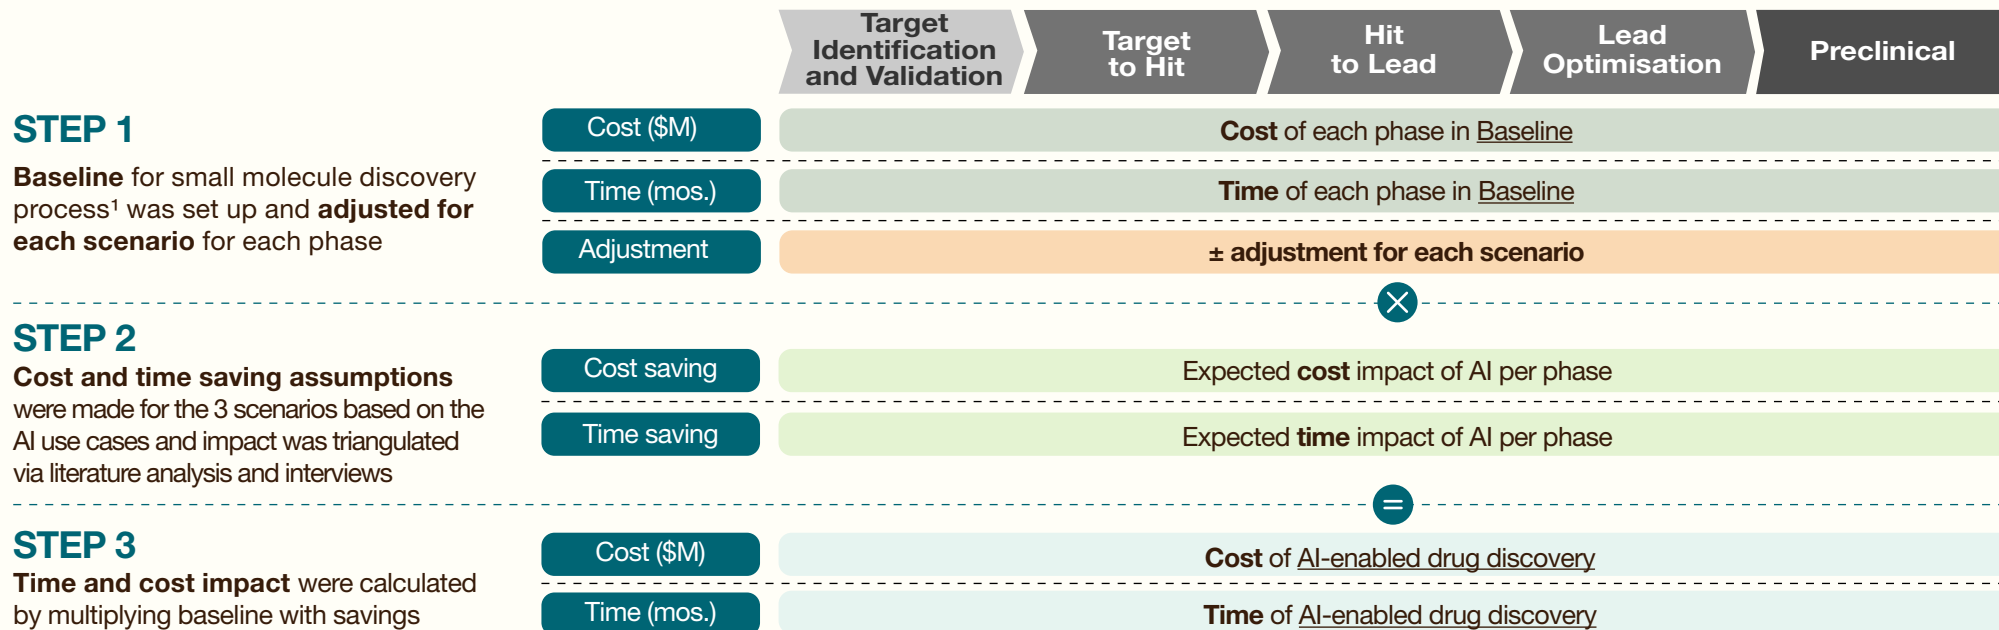 Target
Identification
and Validation
Target
to Hit
Hit
to Lead
Lead
Optimisation
Preclinical
STEP 1
Baseline for small molecule discovery
process¹ was set up and adjusted for
each scenario for each phase
Cost ($M)
Cost of each phase in Baseline
Time (mos.)
Time of each phase in Baseline
Adjustment
± adjustment for each scenario
×
STEP 2
Cost and time saving assumptions
were made for the 3 scenarios based on the
AI use cases and impact was triangulated
via literature analysis and interviews
Cost saving
Expected cost impact of AI per phase
Time saving
Expected time impact of AI per phase
=
STEP 3
Time and cost impact were calculated
by multiplying baseline with savings
Cost ($M)
Cost of AI-enabled drug discovery
Time (mos.)
Time of AI-enabled drug discovery